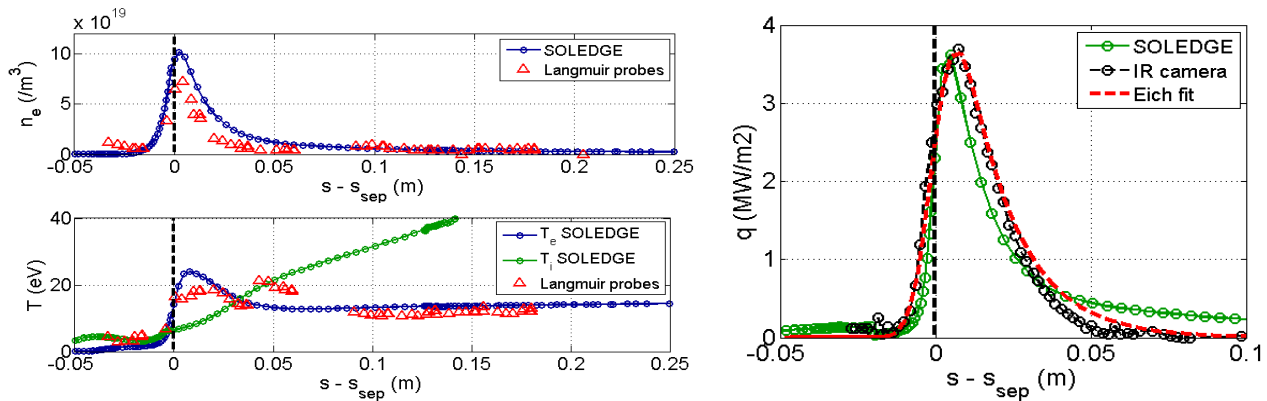 x 10^19
10
5
0
n_e (/m^3)
SOLEDGE
Langmuir probes
-0.05 0 0.05 0.1 0.15 0.2 0.25
s - s_sep (m)
40
20
0
T (eV)
T_e SOLEDGE
T_i SOLEDGE
Langmuir probes
-0.05 0 0.05 0.1 0.15 0.2 0.25
s - s_sep (m)
4
3
2
1
0
q (MW/m2)
SOLEDGE
IR camera
Eich fit
-0.05 0 0.05 0.1
s - s_sep (m)